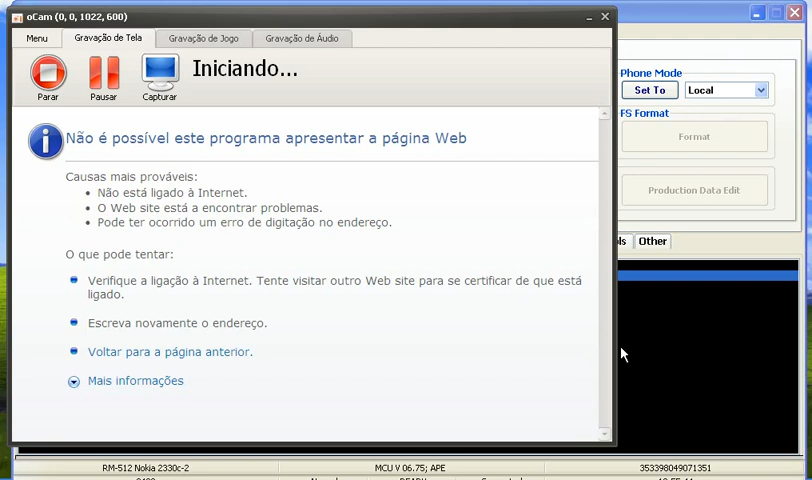 oCam (0, 0, 1022, 600)
Menu
Gravação de Tela
Gravação de Jogo
Gravação de Áudio
Parar
Pausar
Capturar
Iniciando...
Phone Mode
Set To
Local
FS Format
Format
Production Data Edit
Other
Não é possível este programa apresentar a página Web
Causas mais prováveis:
Não está ligado à Internet.
O Web site está a encontrar problemas.
Pode ter ocorrido um erro de digitação no endereço.
O que pode tentar:
Verifique a ligação à Internet. Tente visitar outro Web site para se certificar de que está
ligado.
Escreva novamente o endereço.
Voltar para a página anterior.
Mais informações
RM-512 Nokia 2330c-2
MCU V 06.75; APE
353398049071351